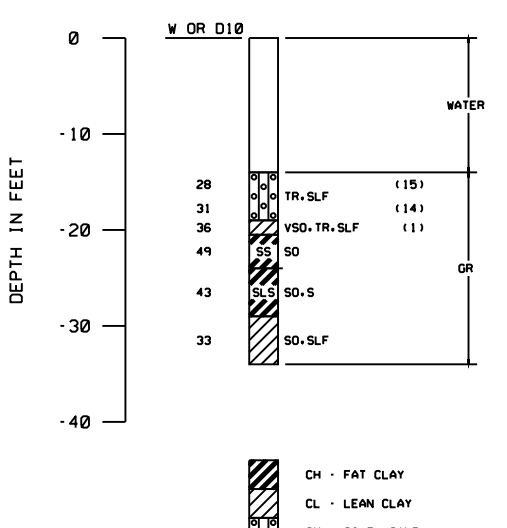 W OR D10
0
WATER
-10
28 (15)
TR.SLF
31 (14)
36 VSO.TR.SLF (1)
-20
49 SS SO
GR
43 SLS SO.S
-30
33 SO.SLF
-40
DEPTH IN FEET
CH - FAT CLAY
CL - LEAN CLAY